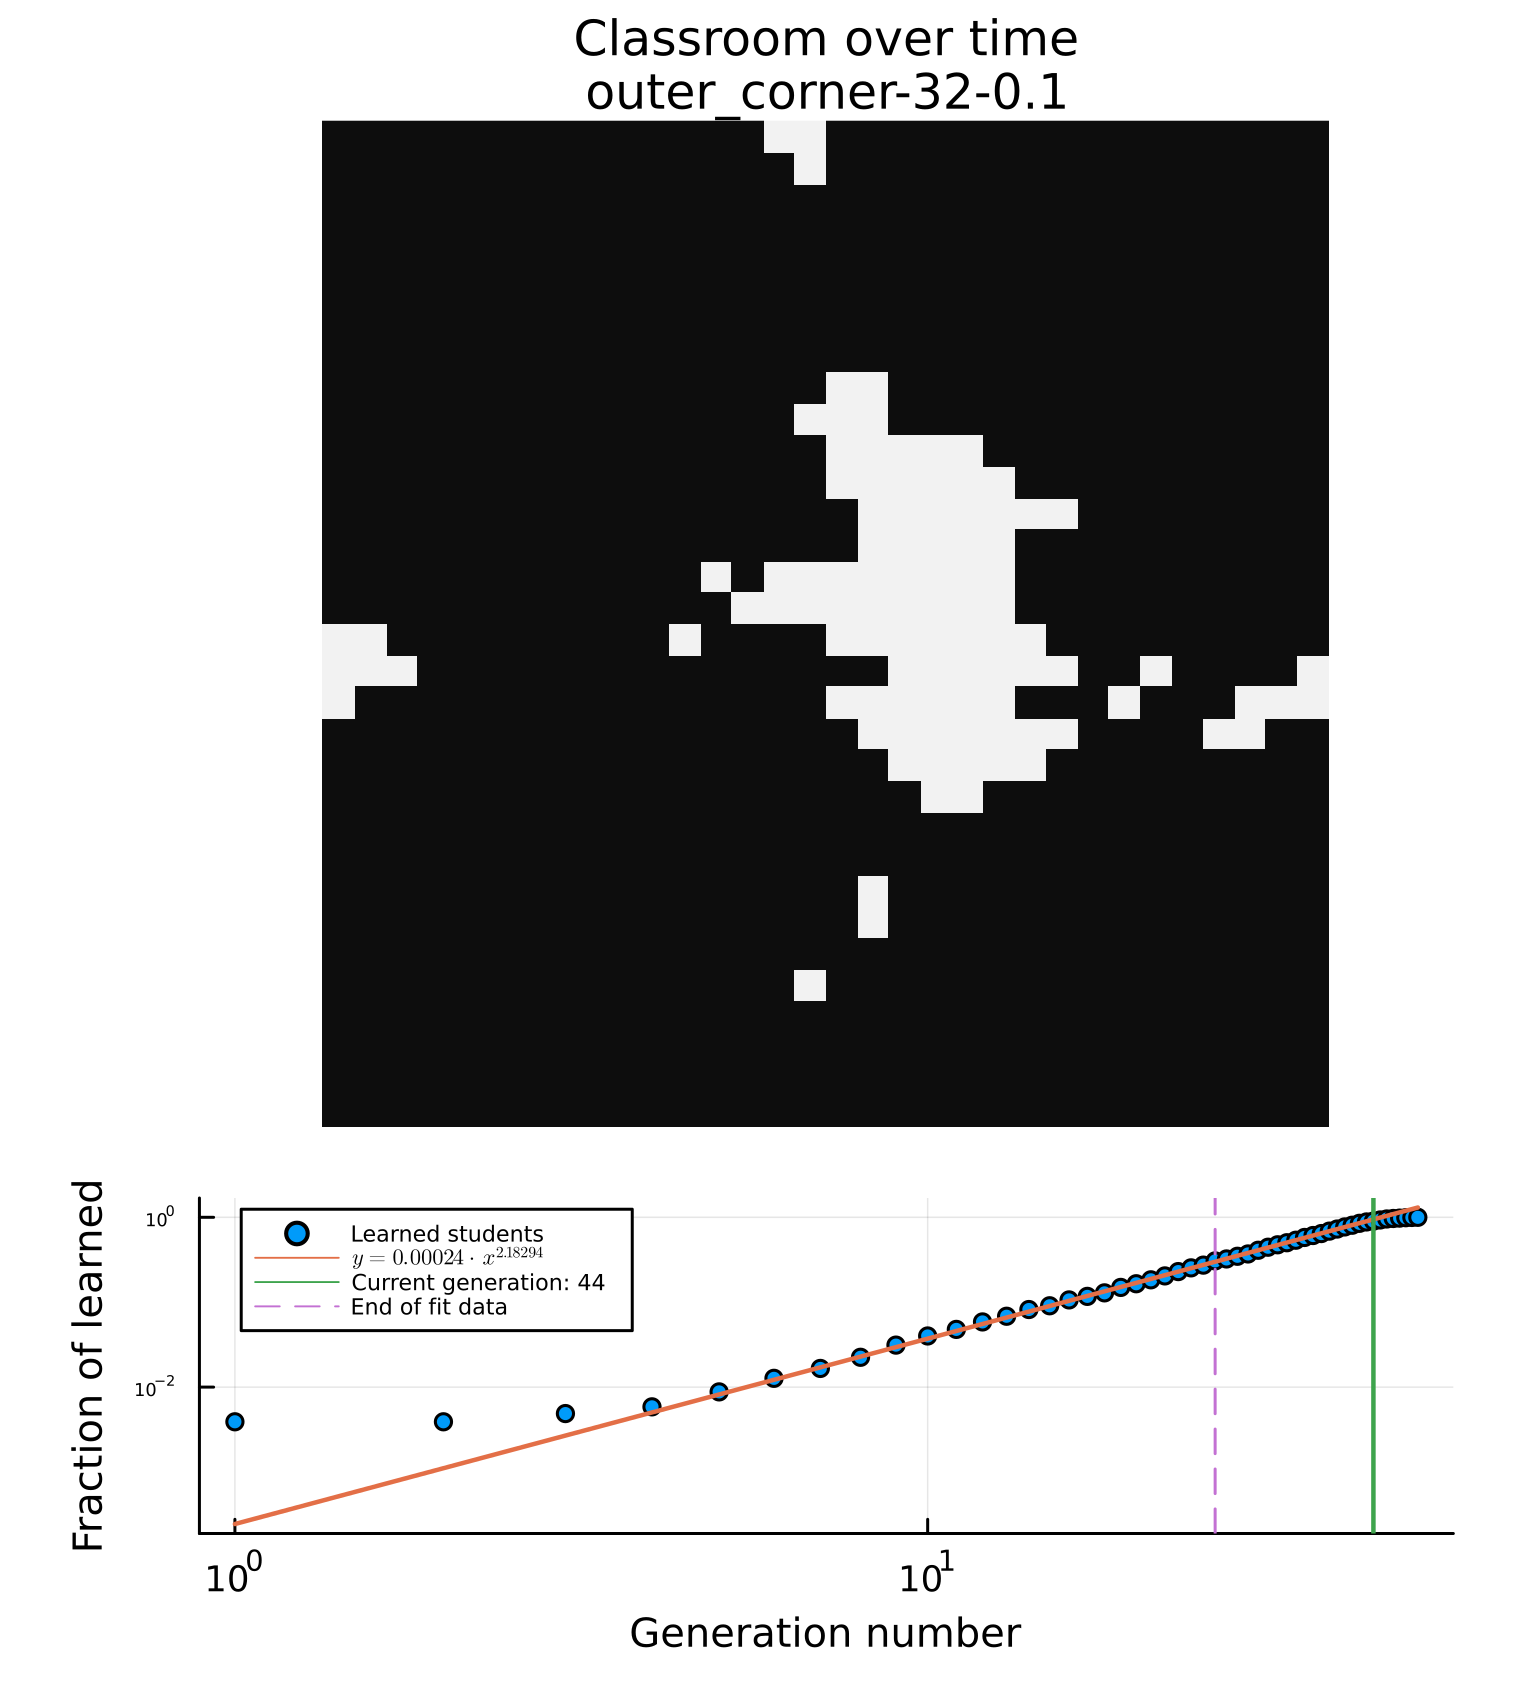 Classroom over time
outer_corner-32-0.1
Fraction of learned
10^0
10^−2
Learned students
y = 0.00024 · x^2.18294
Current generation: 44
End of fit data
10^0
10^1
Generation number